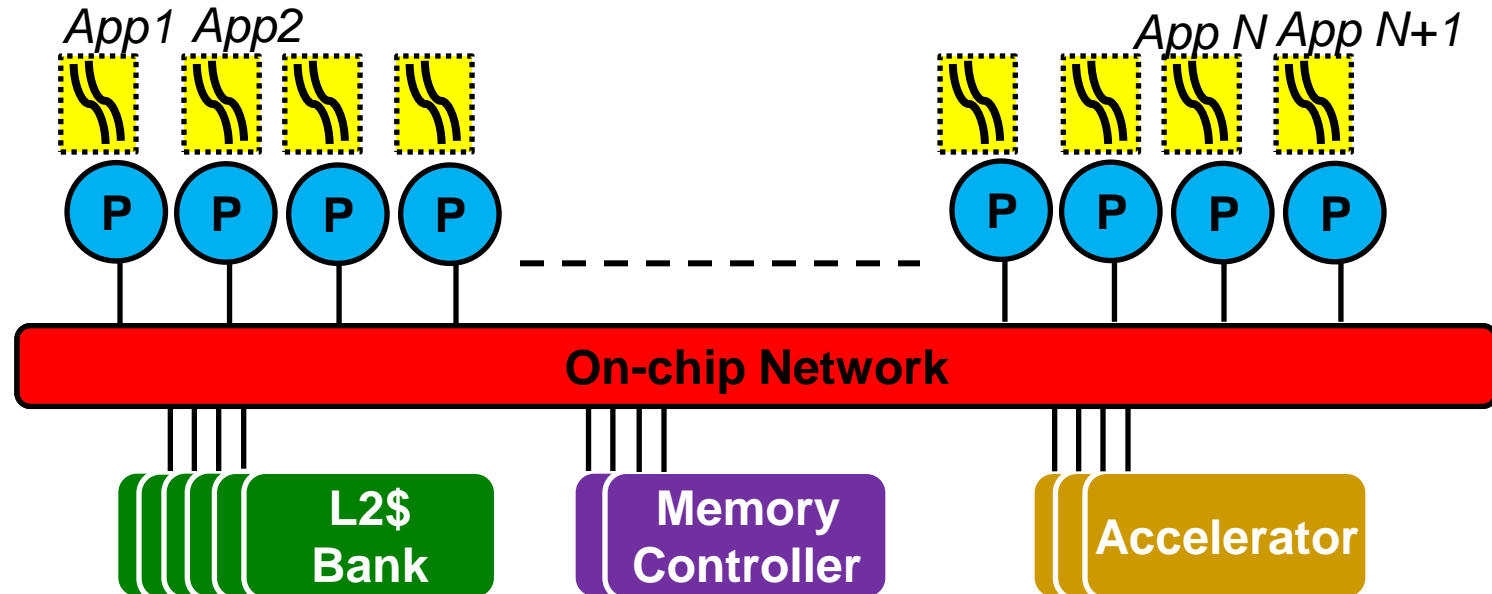 App1 App2 App N App N+1
P P P P P P P P
On-chip Network
L2$
Bank
Memory
Controller
Accelerator